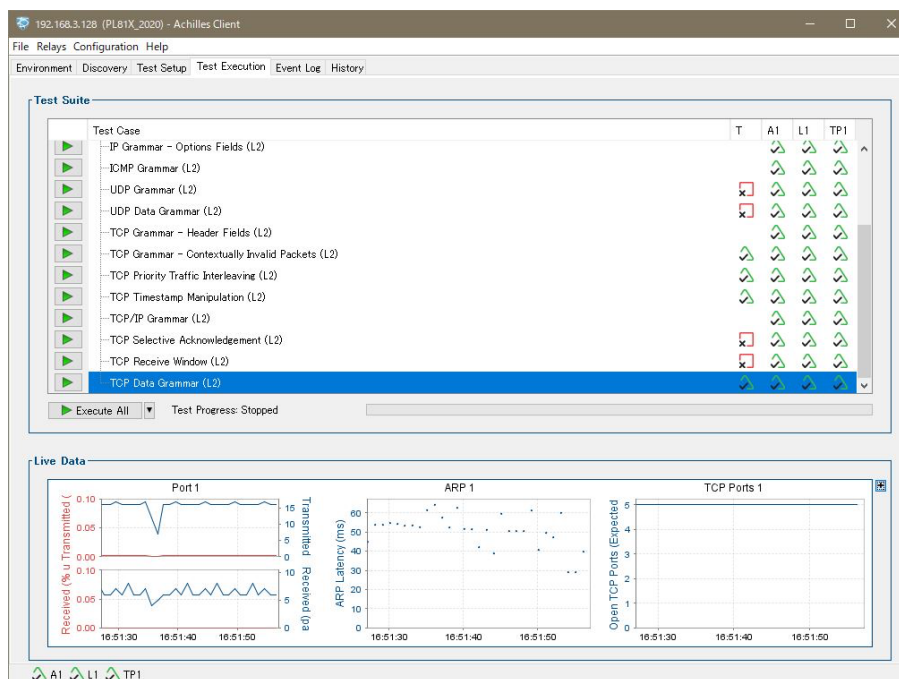 192.168.3.128 (PL81X_2020) - Achilles Client
File Relays Configuration Help
Environment Discovery Test Setup Test Execution Event Log History
Test Suite
Test Case T A1 L1 TP1
IP Grammar - Options Fields (L2)
ICMP Grammar (L2)
UDP Grammar (L2)
UDP Data Grammar (L2)
TCP Grammar - Header Fields (L2)
TCP Grammar - Contextually Invalid Packets (L2)
TCP Priority Traffic Interleaving (L2)
TCP Timestamp Manipulation (L2)
TCP/IP Grammar (L2)
TCP Selective Acknowledgement (L2)
TCP Receive Window (L2)
TCP Data Grammar (L2)
Execute All Test Progress: Stopped
Live Data
Port 1
Received (% u Transmitted (
0.10
0.05
0.00
0.10
0.05
0.00
15
10
5
0
10
5
0
Transmitted
Received (pa
16:51:30 16:51:40 16:51:50
ARP 1
ARP Latency (ms)
60
50
40
30
20
10
0
16:51:30 16:51:40 16:51:50
TCP Ports 1
Open TCP Ports (Expected
5
4
3
2
1
0
16:51:30 16:51:40 16:51:50
A1 L1 TP1